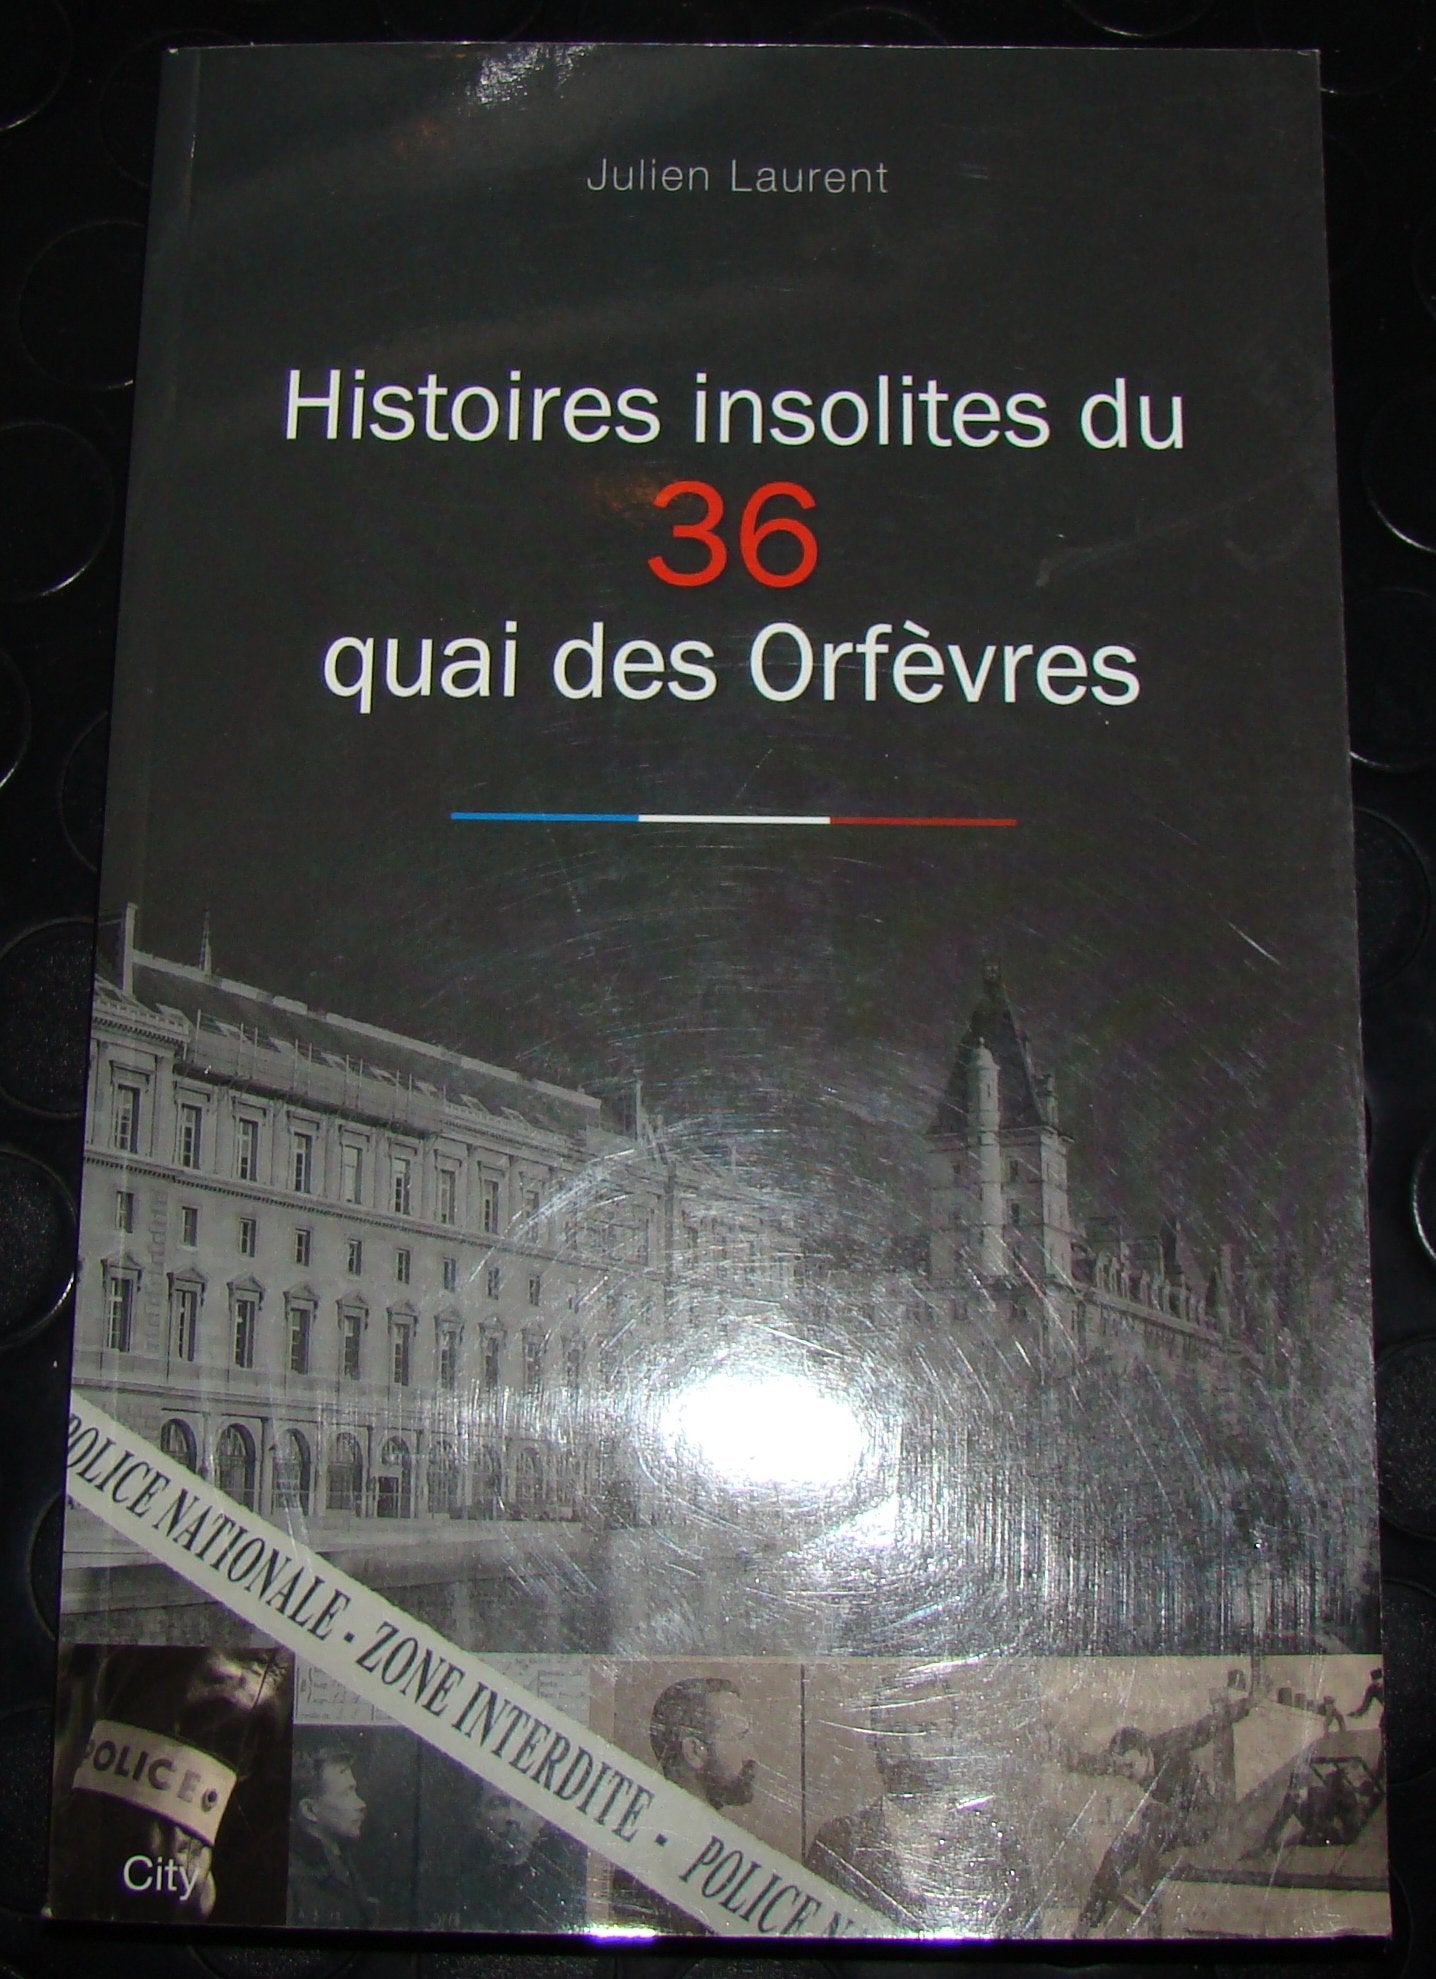 Julien Laurent
Histoires insolites du
36
quai des Orfèvres
POLICE NATIONALE . ZONE INTERDITE . POLICE N
POLICE
City